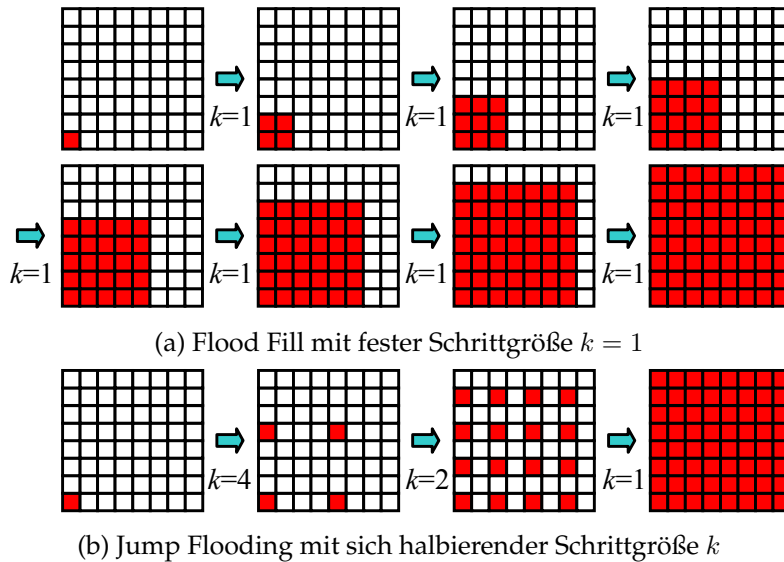 k=1 k=1 k=1
k=1 k=1 k=1 k=1
(a) Flood Fill mit fester Schrittgröße k = 1
k=4 k=2 k=1
(b) Jump Flooding mit sich halbierender Schrittgröße k